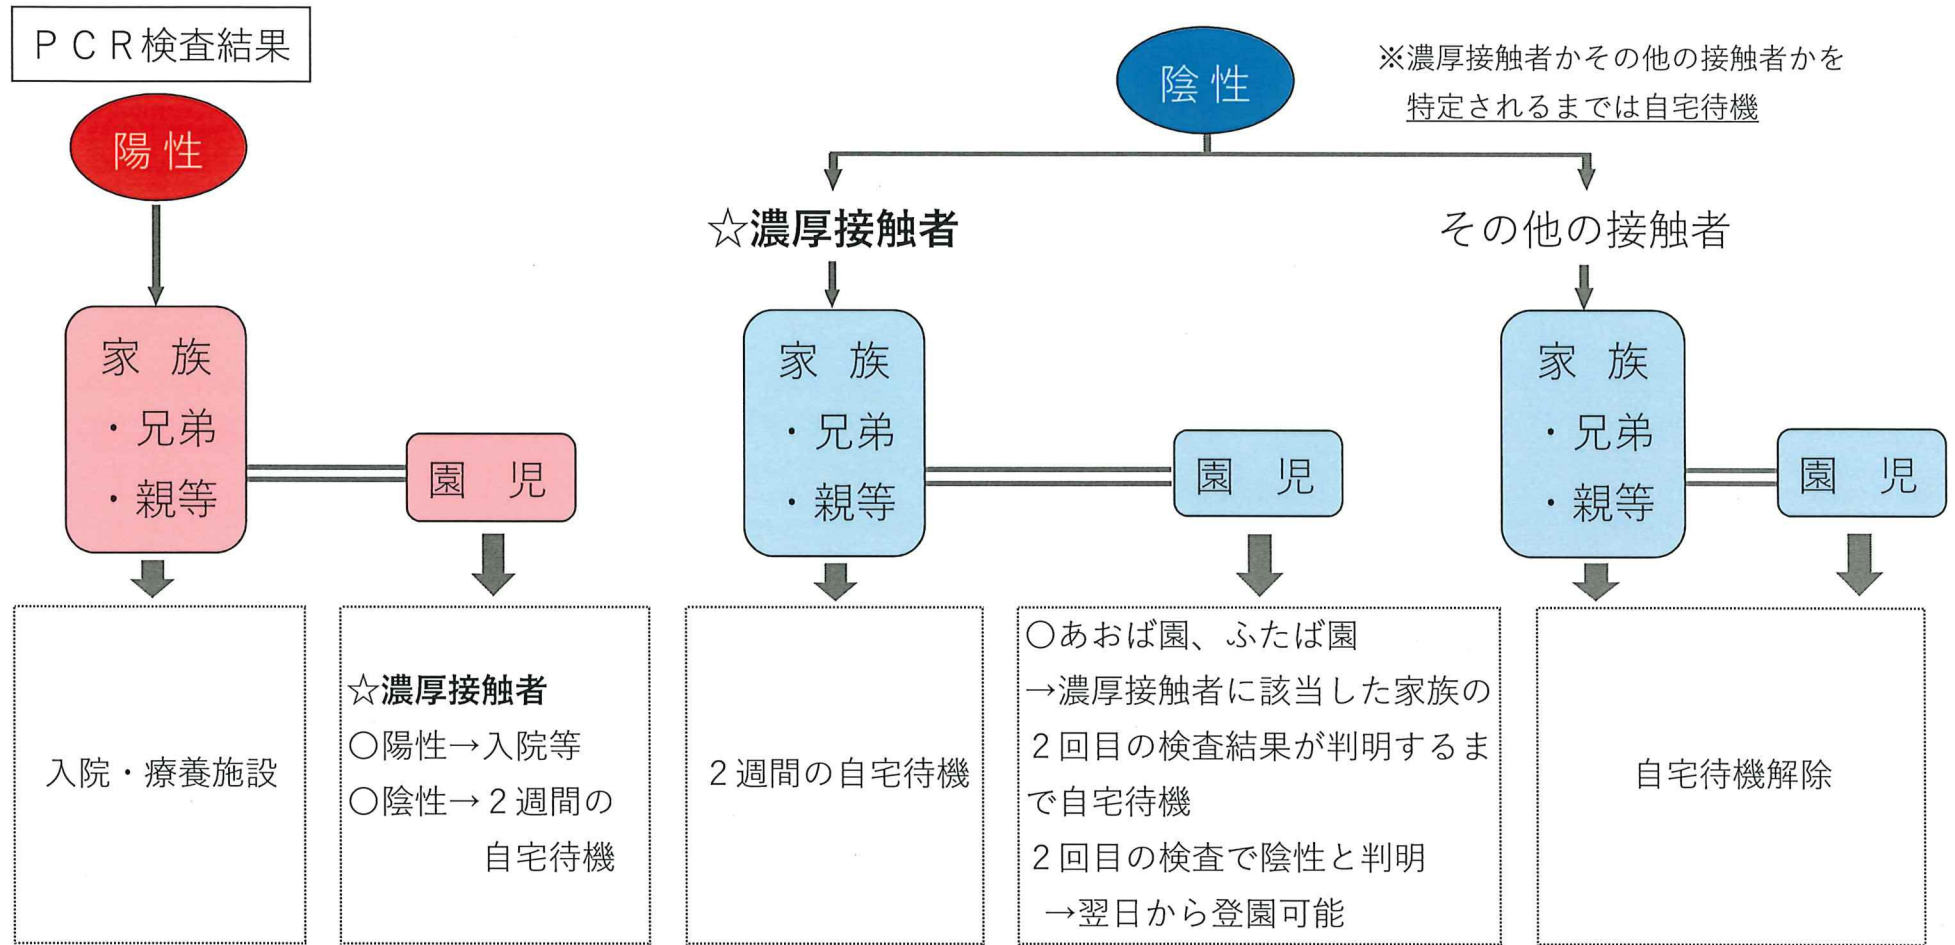 ＰＣＲ検査結果
陽性
陰性
※濃厚接触者かその他の接触者かを
特定されるまでは自宅待機
☆濃厚接触者
その他の接触者
家 族
・兄弟
・親等
園 児
家 族
・兄弟
・親等
園 児
家 族
・兄弟
・親等
園 児
入院・療養施設
☆濃厚接触者
○陽性→入院等
○陰性→２週間の
自宅待機
２週間の自宅待機
○あおば園、ふたば園
→濃厚接触者に該当した家族の
２回目の検査結果が判明するま
で自宅待機
２回目の検査で陰性と判明
→翌日から登園可能
自宅待機解除